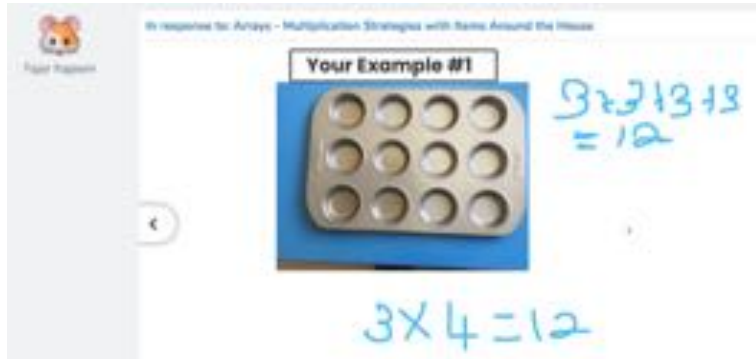 In response to: Arrays - Multiplication Strategies with Items Around the House
Your Example #1
3+3+3+3
= 12
3X4=12